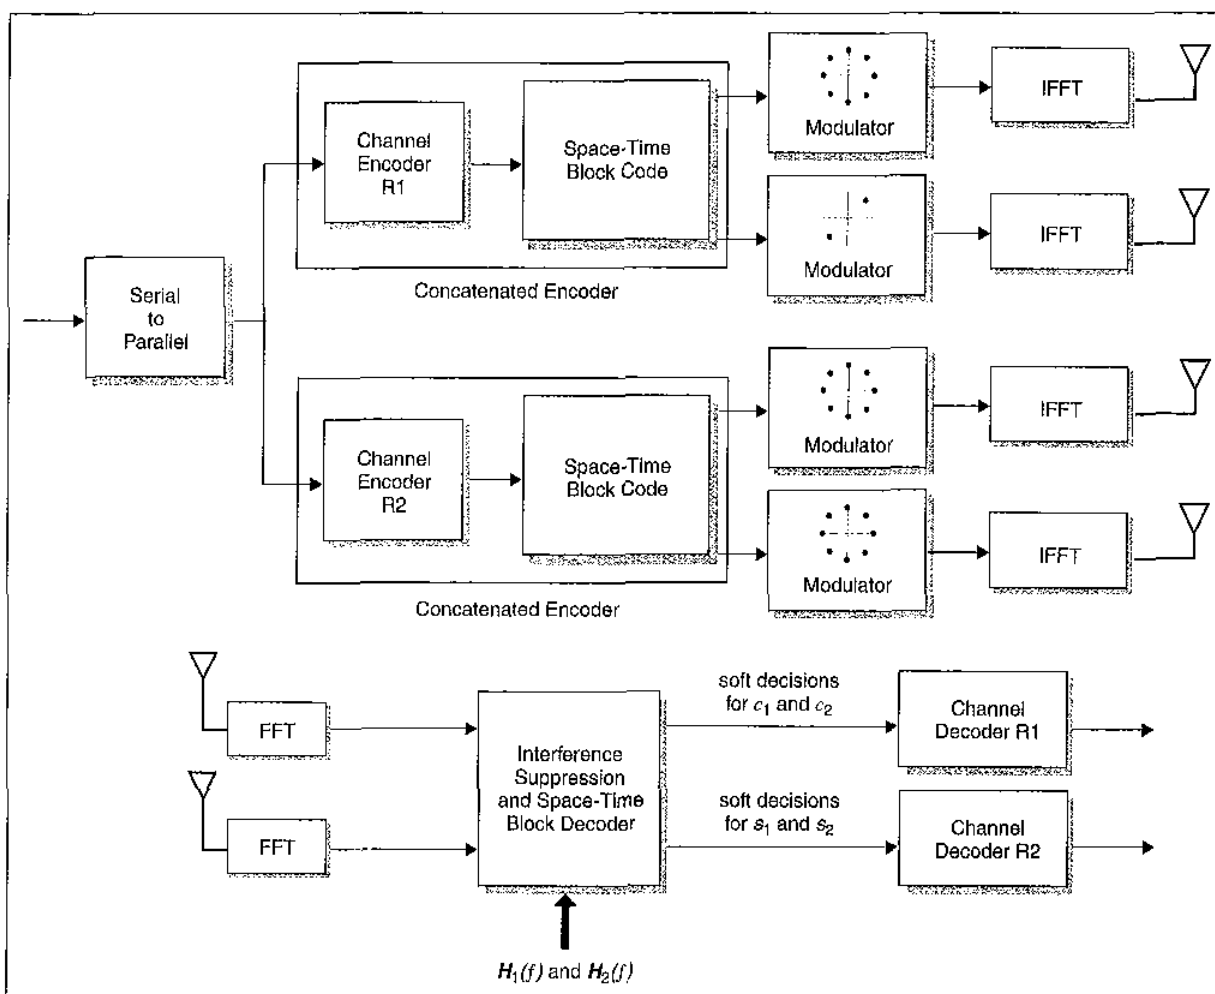 Channel
Encoder
R1
Space-Time
Block Code
Modulator
IFFT
Modulator
IFFT
Concatenated Encoder
Serial
to
Parallel
Channel
Encoder
R2
Space-Time
Block Code
Modulator
IFFT
Modulator
IFFT
Concatenated Encoder
FFT
FFT
Interference
Suppression
and Space-Time
Block Decoder
soft decisions
for c₁ and c₂
Channel
Decoder R1
soft decisions
for s₁ and s₂
Channel
Decoder R2
H₁(f) and H₂(f)